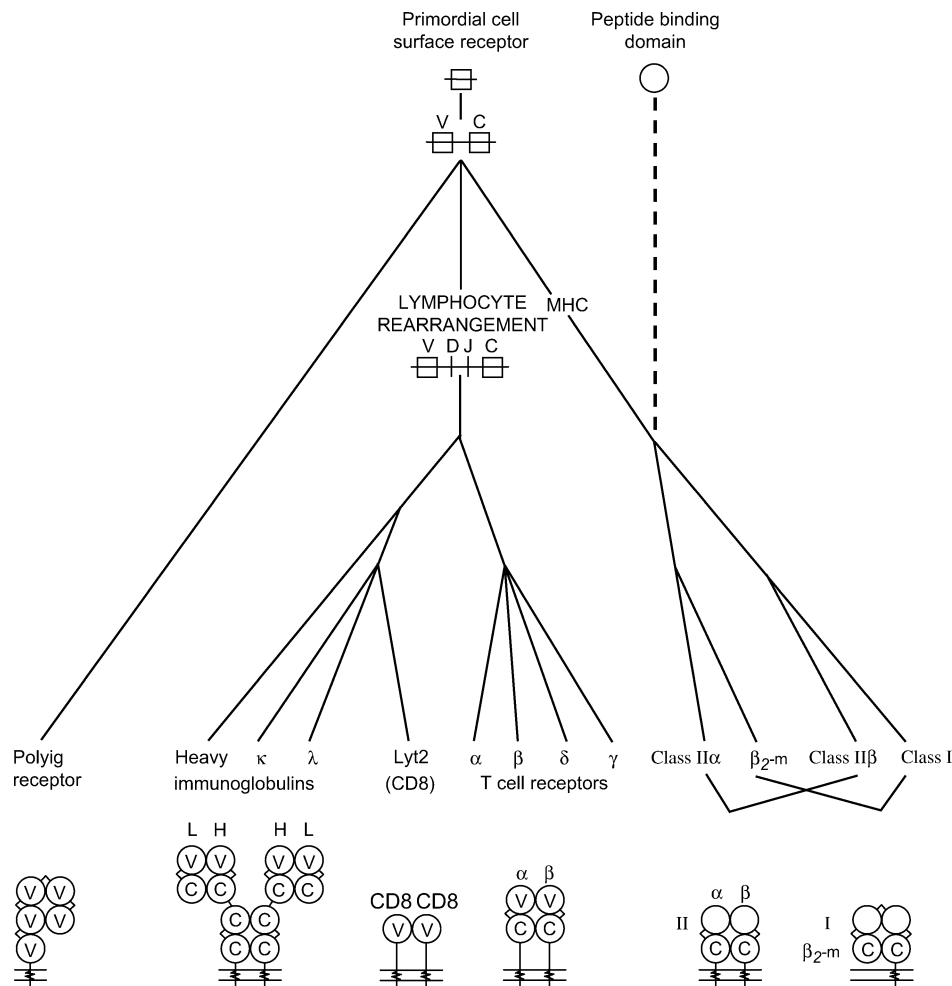 Primordial cell
surface receptor
Peptide binding
domain
V C
LYMPHOCYTE
REARRANGEMENT
MHC
V D J C
Polyig
receptor
Heavy κ λ
immunoglobulins
Lyt2
(CD8)
α β δ γ
T cell receptors
Class IIα β2-m Class IIβ Class I
L H H L
V V V V
C C C C
C C
C C
V V
V V
V
CD8 CD8
V V
α β
V V
C C
α β
II
C C
I
β2-m
C C